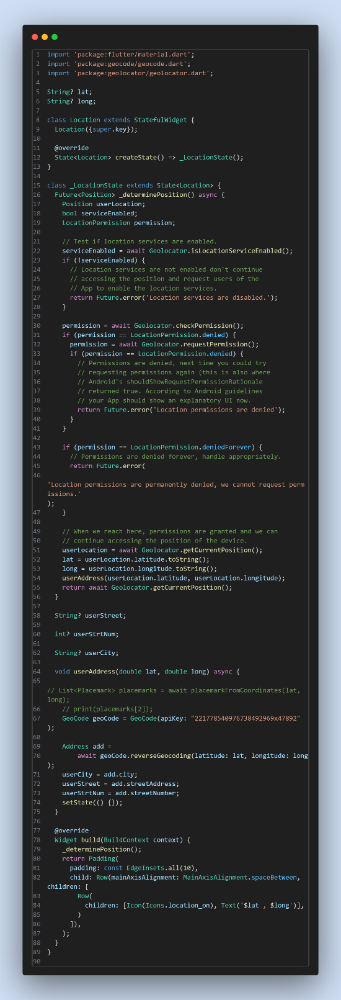 1 import 'package:flutter/material.dart';
2 import 'package:geocode/geocode.dart';
3 import 'package:geolocator/geolocator.dart';
4
5 String? lat;
6 String? long;
7
8 class Location extends StatefulWidget {
9   Location({super.key});
10
11   @override
12   State<Location> createState() => _LocationState();
13 }
14
15 class _LocationState extends State<Location> {
16   Future<Position> _determinePosition() async {
17     Position userLocation;
18     bool serviceEnabled;
19     LocationPermission permission;
20
21     // Test if location services are enabled.
22     serviceEnabled = await Geolocator.isLocationServiceEnabled();
23     if (!serviceEnabled) {
24       // Location services are not enabled don't continue
25       // accessing the position and request users of the
26       // App to enable the location services.
27       return Future.error('Location services are disabled.');
28     }
29
30     permission = await Geolocator.checkPermission();
31     if (permission == LocationPermission.denied) {
32       permission = await Geolocator.requestPermission();
33       if (permission == LocationPermission.denied) {
34         // Permissions are denied, next time you could try
35         // requesting permissions again (this is also where
36         // Android's shouldShowRequestPermissionRationale
37         // returned true. According to Android guidelines
38         // your App should show an explanatory UI now.
39         return Future.error('Location permissions are denied');
40       }
41     }
42
43     if (permission == LocationPermission.deniedForever) {
44       // Permissions are denied forever, handle appropriately.
45       return Future.error(
46
'Location permissions are permanently denied, we cannot request perm
issions.'
);
47     }
48
49     // When we reach here, permissions are granted and we can
50     // continue accessing the position of the device.
51     userLocation = await Geolocator.getCurrentPosition();
52     lat = userLocation.latitude.toString();
53     long = userLocation.longitude.toString();
54     userAddress(userLocation.latitude, userLocation.longitude);
55     return await Geolocator.getCurrentPosition();
56   }
57
58   String? userStreet;
59
60   int? userStrtNum;
61
62   String? userCity;
63
64   void userAddress(double lat, double long) async {
65
// List<Placemark> placemarks = await placemarkFromCoordinates(lat,
long);
66     // print(placemarks[2]);
67     GeoCode geoCode = GeoCode(apiKey: "221778540976738492969x47892"
);
68
69     Address add =
70         await geoCode.reverseGeocoding(latitude: lat, longitude: long
);
71     userCity = add.city;
72     userStreet = add.streetAddress;
73     userStrtNum = add.streetNumber;
74     setState(() {});
75   }
76
77   @override
78   Widget build(BuildContext context) {
79     _determinePosition();
80     return Padding(
81       padding: const EdgeInsets.all(10),
82       child: Row(mainAxisAlignment: MainAxisAlignment.spaceBetween,
children: [
83         Row(
84           children: [Icon(Icons.location_on), Text('$lat , $long')],
85         )
86       ]),
87     );
88   }
89 }
90